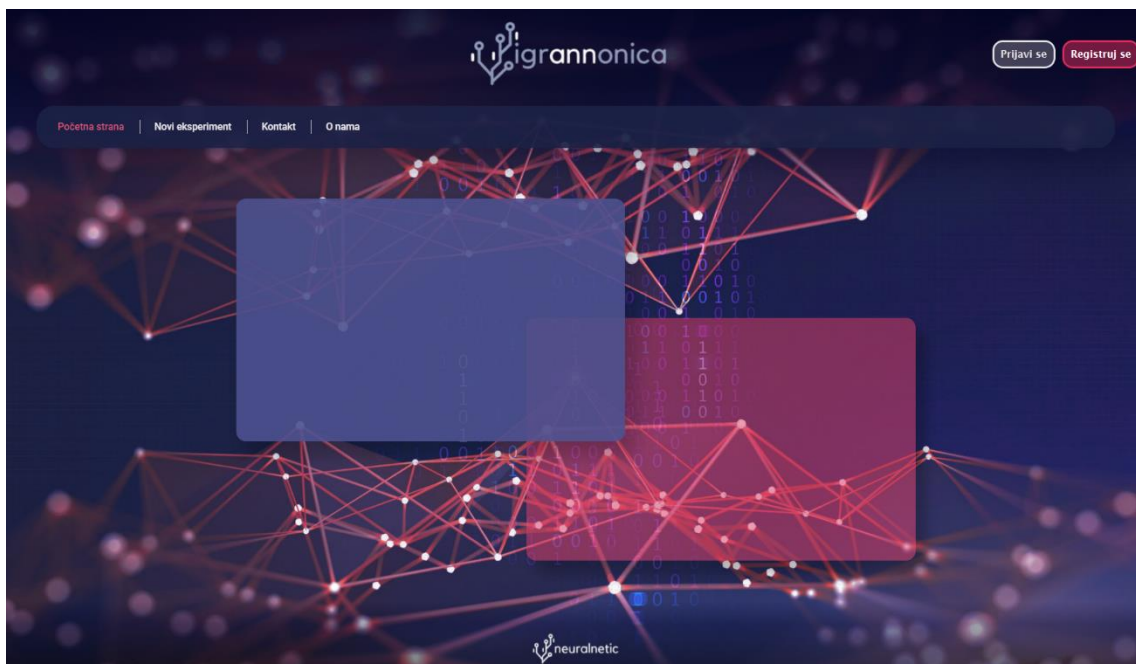 igrannonica
Prijavi se
Registruj se
Početna strana
Novi eksperiment
Kontakt
O nama
neuralnetic